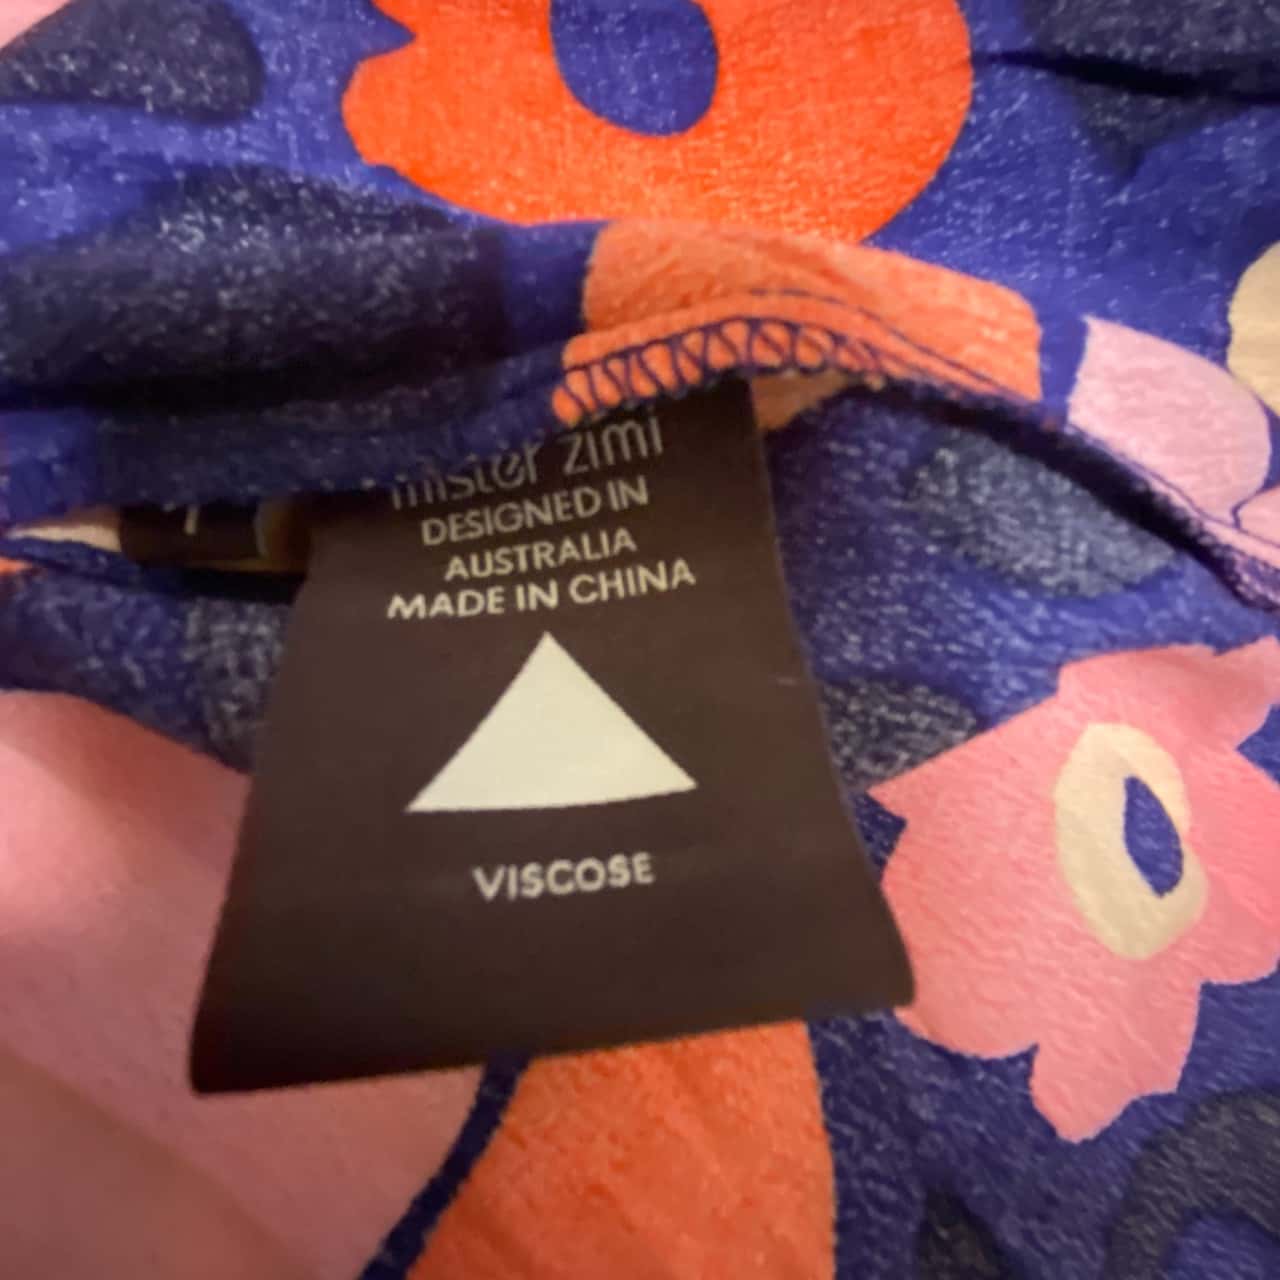 mister zimi
DESIGNED IN
AUSTRALIA
MADE IN CHINA
VISCOSE